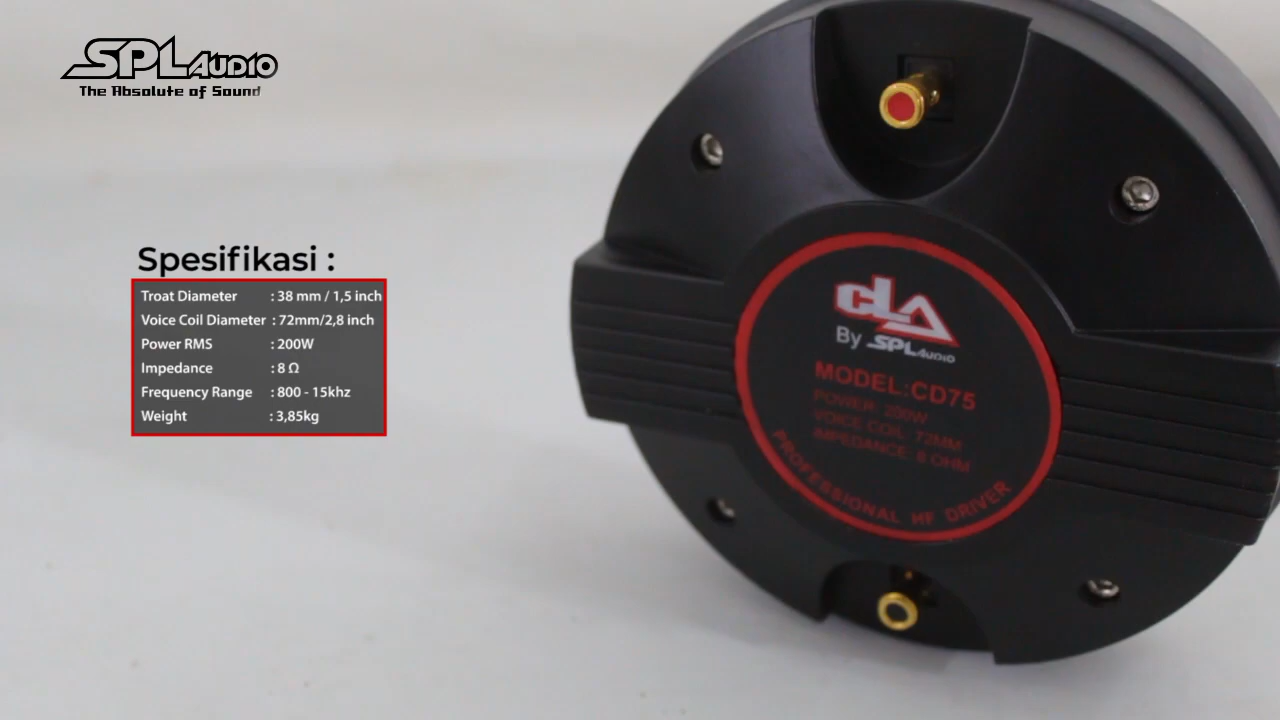 SPL AUDIO
The Absolute of Sound
Spesifikasi :
Troat Diameter : 38 mm / 1,5 inch
Voice Coil Diameter : 72mm/2,8 inch
Power RMS : 200W
Impedance : 8 Ω
Frequency Range : 800 - 15khz
Weight : 3,85kg
CLA
By SPL AUDIO
MODEL:CD75
POWER: 200W
VOICE COIL: 72MM
IMPEDANCE: 8 OHM
PROFESSIONAL HF DRIVER